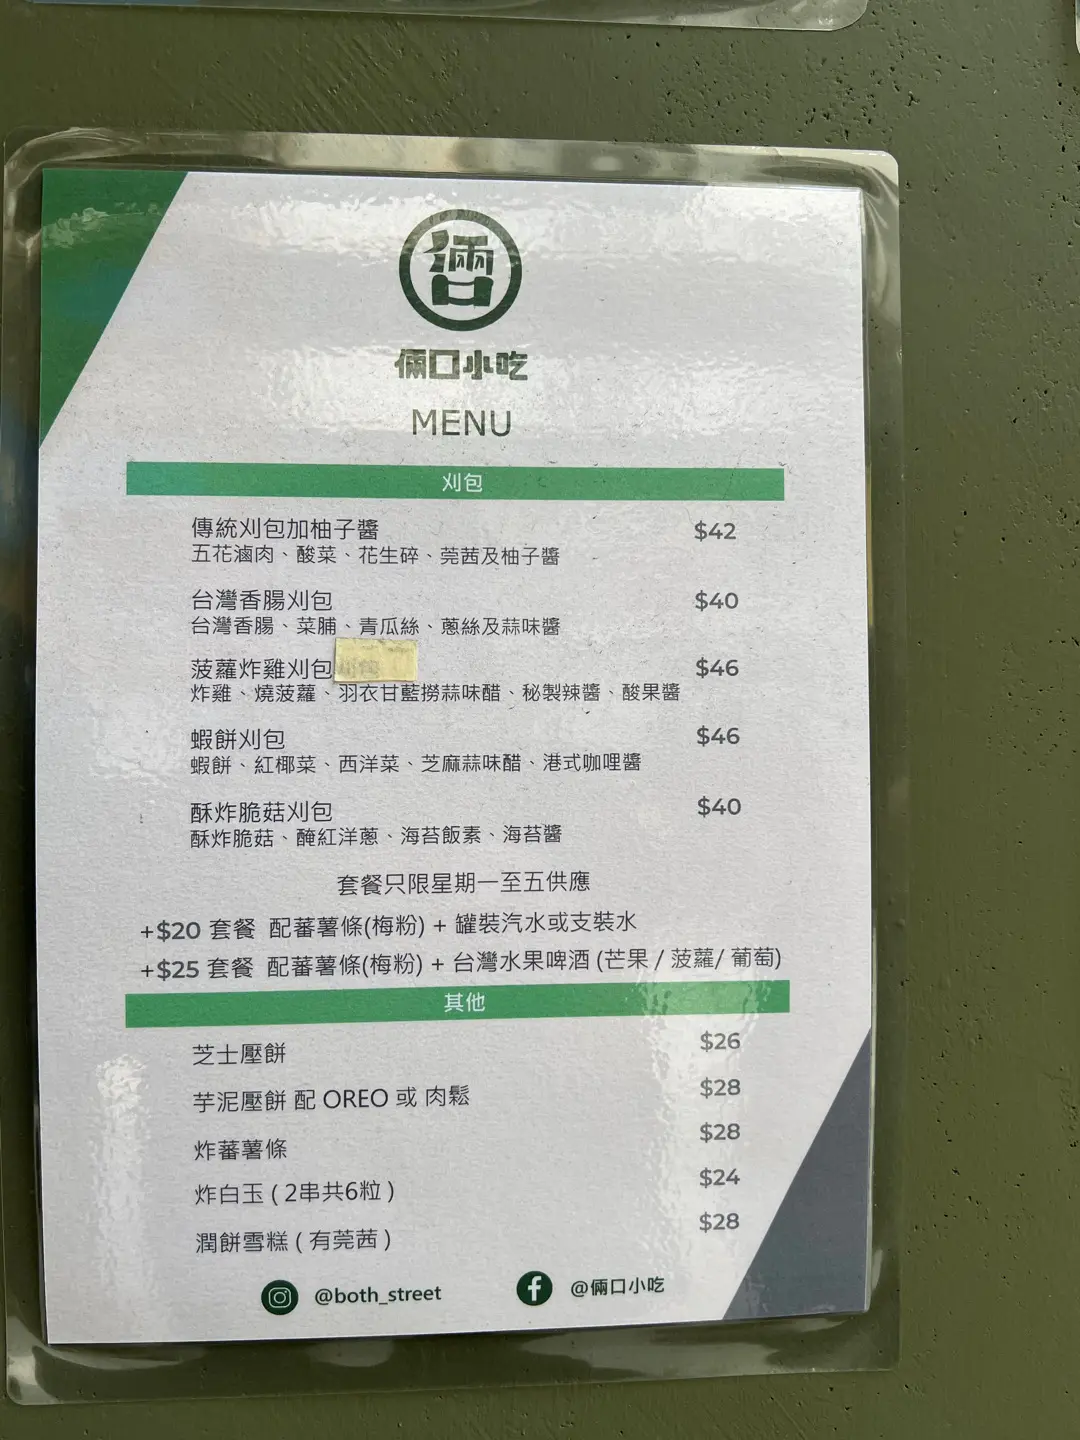 倆口
倆口小吃
MENU
刈包
傳統刈包加柚子醬 $42
五花滷肉、酸菜、花生碎、莞茜及柚子醬
台灣香腸刈包 $40
台灣香腸、菜脯、青瓜絲、蔥絲及蒜味醬
菠蘿炸雞刈包 $46
炸雞、燒菠蘿、羽衣甘藍撈蒜味醋、秘製辣醬、酸果醬
蝦餅刈包 $46
蝦餅、紅椰菜、西洋菜、芝麻蒜味醋、港式咖哩醬
酥炸脆菇刈包 $40
酥炸脆菇、醃紅洋蔥、海苔飯素、海苔醬
套餐只限星期一至五供應
+$20 套餐 配蕃薯條(梅粉) + 罐裝汽水或支裝水
+$25 套餐 配蕃薯條(梅粉) + 台灣水果啤酒 (芒果 / 菠蘿/ 葡萄)
其他
芝士壓餅 $26
芋泥壓餅 配 OREO 或 肉鬆 $28
炸蕃薯條 $28
炸白玉 ( 2串共6粒 ) $24
潤餅雪糕 ( 有莞茜 ) $28
@both_street @倆口小吃